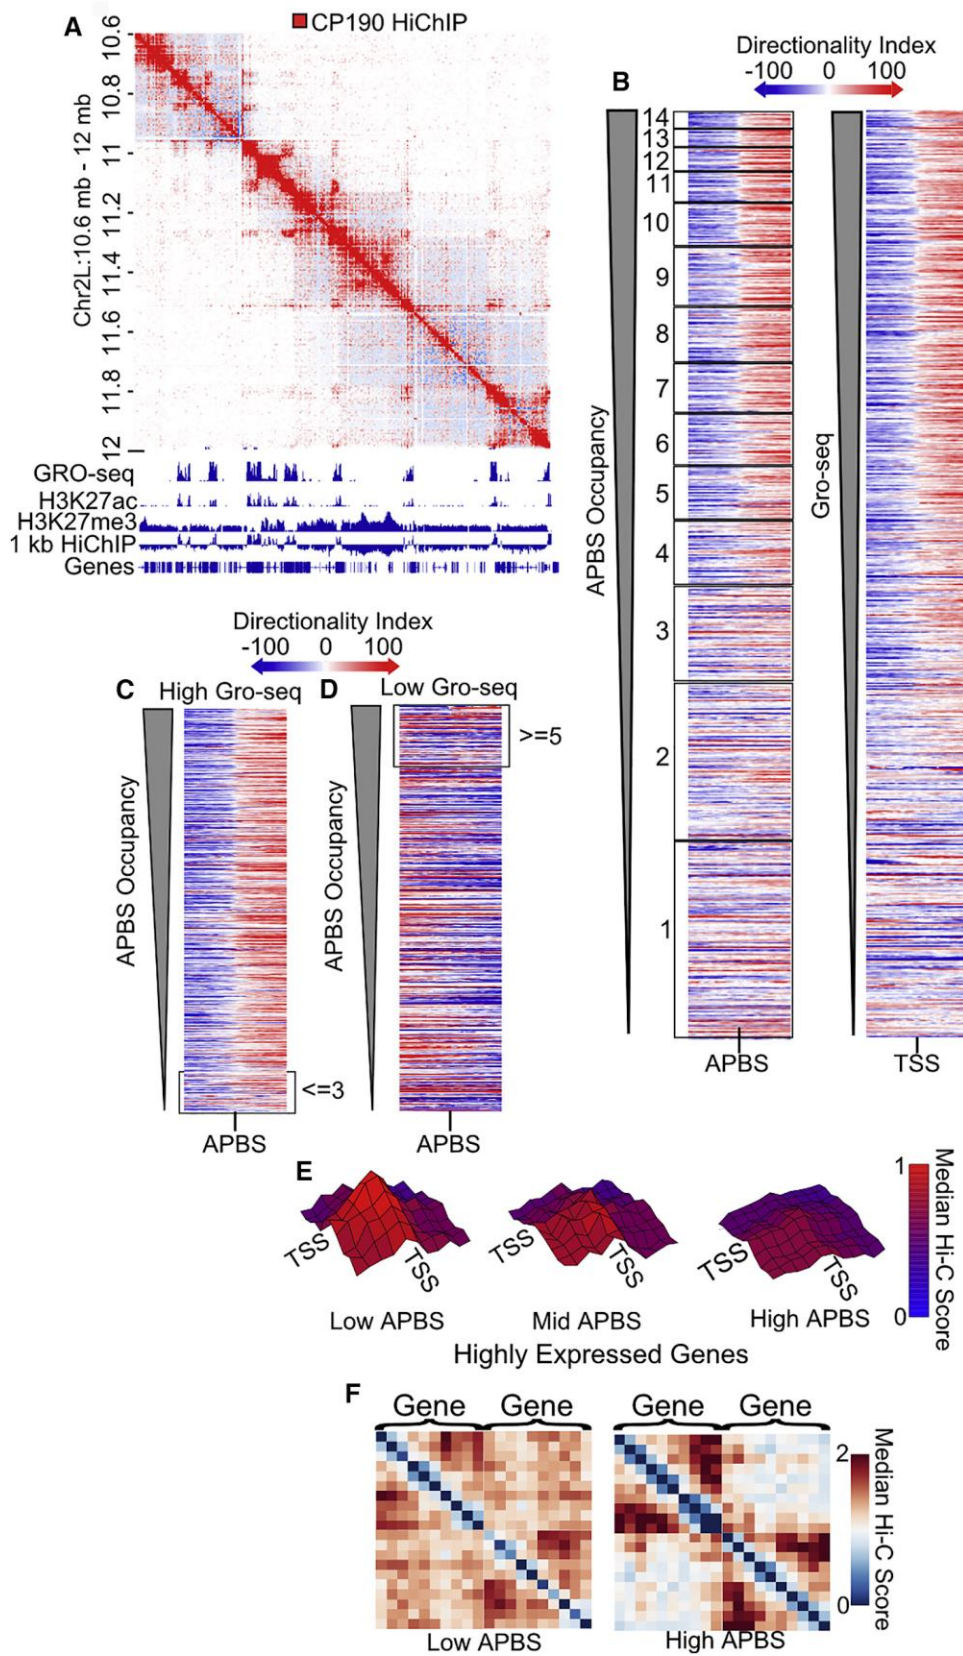 A
CP190 HiChIP
Chr2L:10.6 mb - 12 mb
10.6
10.8
11
11.2
11.4
11.6
11.8
12
GRO-seq
H3K27ac
H3K27me3
1 kb HiChIP
Genes
B
Directionality Index
-100 0 100
APBS Occupancy
14
13
12
11
10
9
8
7
6
5
4
3
2
1
APBS
Gro-seq
TSS
Directionality Index
-100 0 100
C
High Gro-seq
APBS Occupancy
<=3
APBS
D
Low Gro-seq
APBS Occupancy
>=5
APBS
E
TSS TSS
Low APBS
TSS TSS
Mid APBS
TSS TSS
High APBS
1
0
Median Hi-C Score
Highly Expressed Genes
F
Gene Gene
Low APBS
Gene Gene
High APBS
2
0
Median Hi-C Score